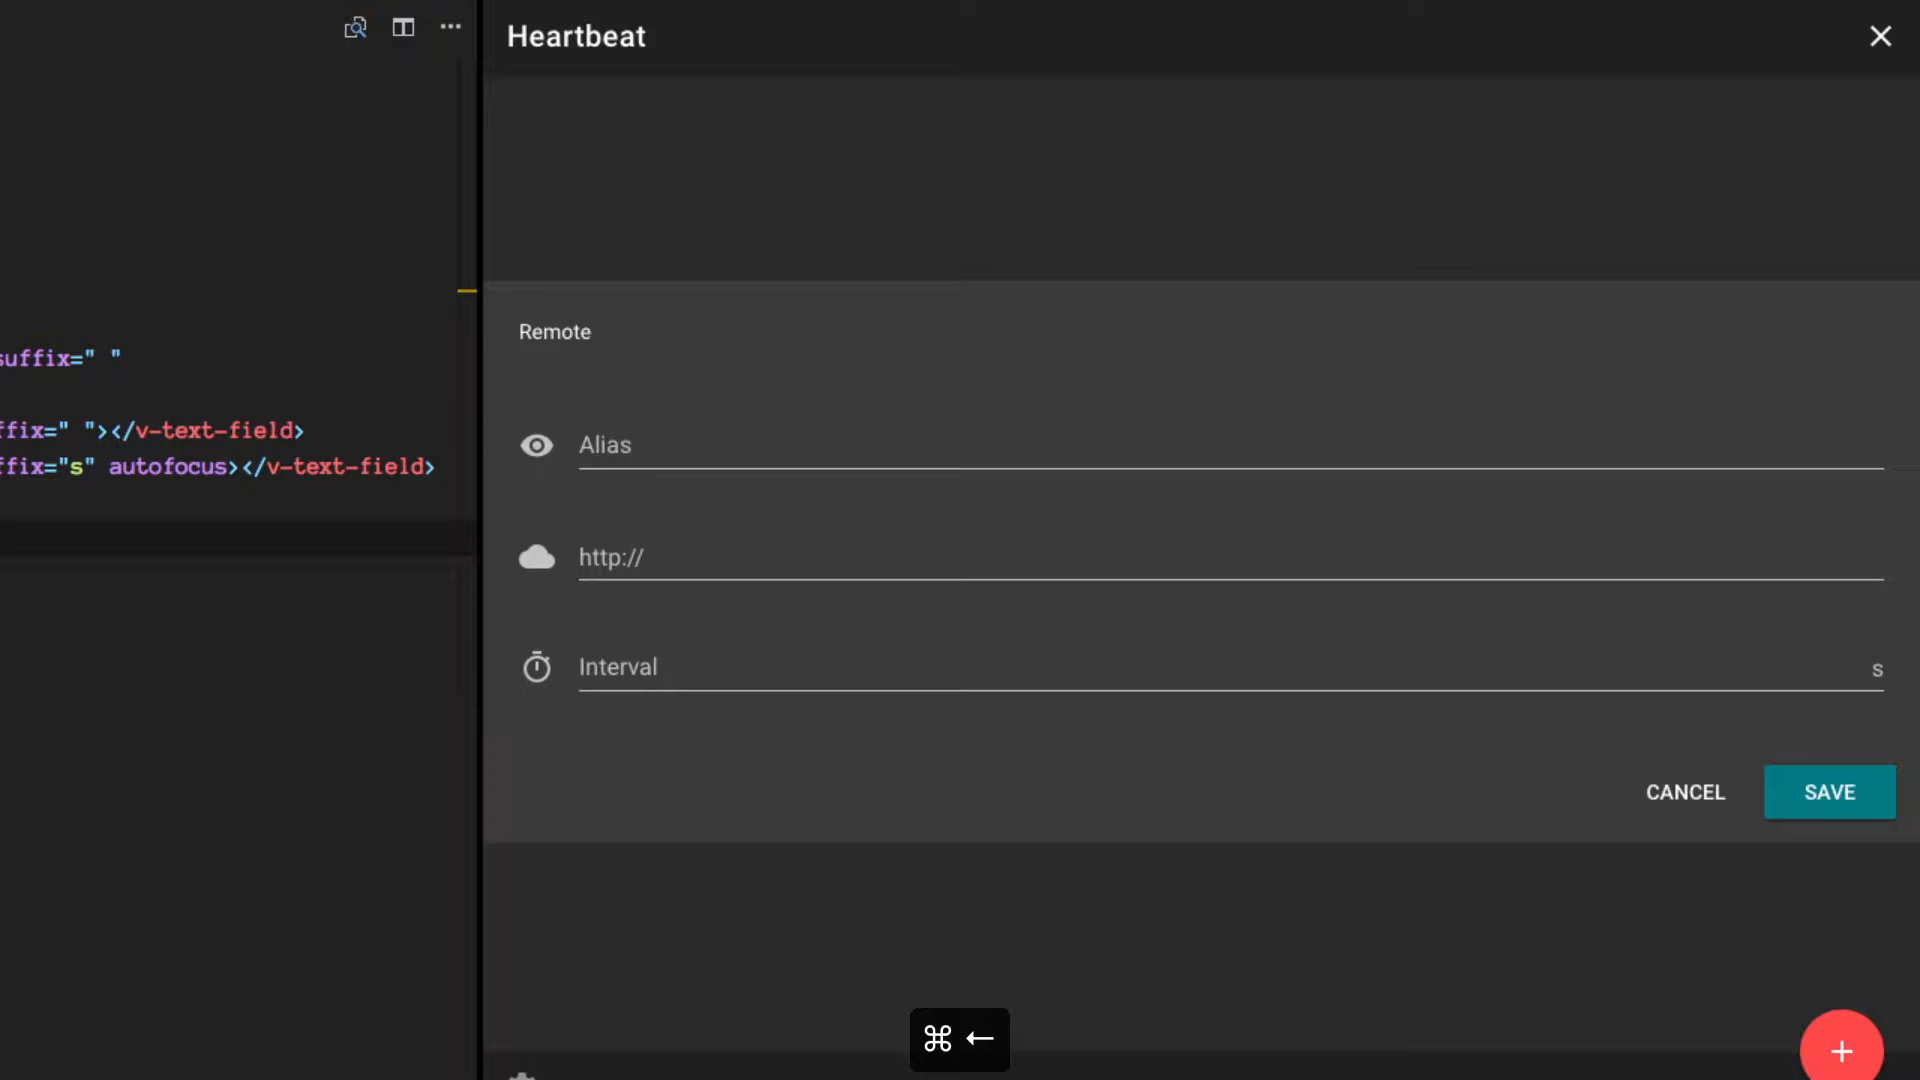 Heartbeat
suffix=" "
ffix=" "></v-text-field>
ffix="s" autofocus></v-text-field>
Remote
Alias
http://
Interval s
CANCEL SAVE
⌘ ←
+